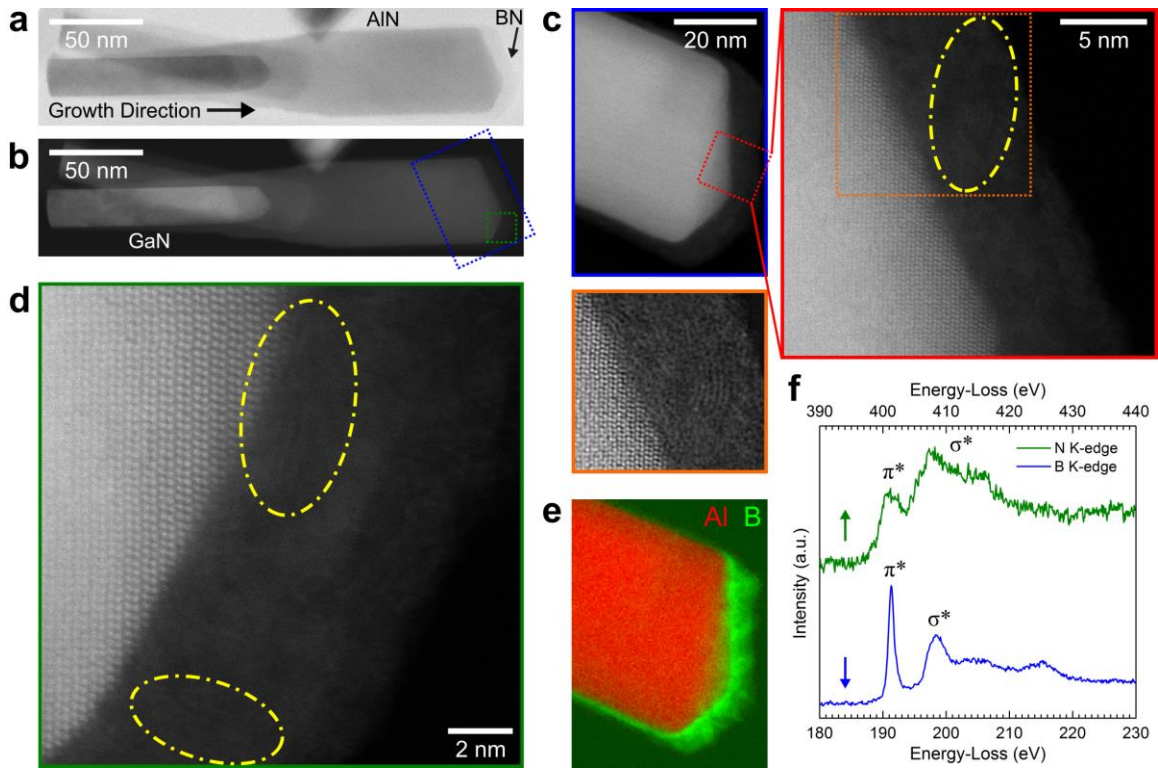 a
50 nm
AlN
BN
Growth Direction
b
50 nm
GaN
c
20 nm
5 nm
d
2 nm
e
Al B
f
Energy-Loss (eV)
390 400 410 420 430 440
N K-edge
B K-edge
π*
σ*
π*
σ*
Intensity (a.u.)
180 190 200 210 220 230
Energy-Loss (eV)